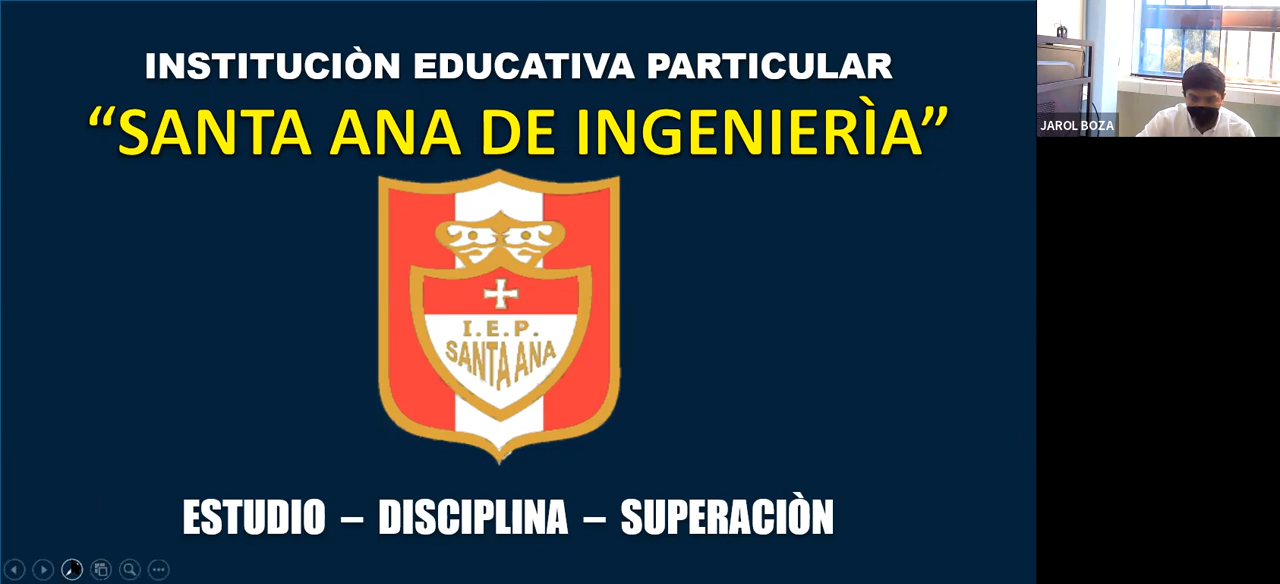 INSTITUCIÒN EDUCATIVA PARTICULAR
“SANTA ANA DE INGENIERÌA”
I.E.P.
SANTA ANA
ESTUDIO – DISCIPLINA – SUPERACIÒN
JAROL BOZA